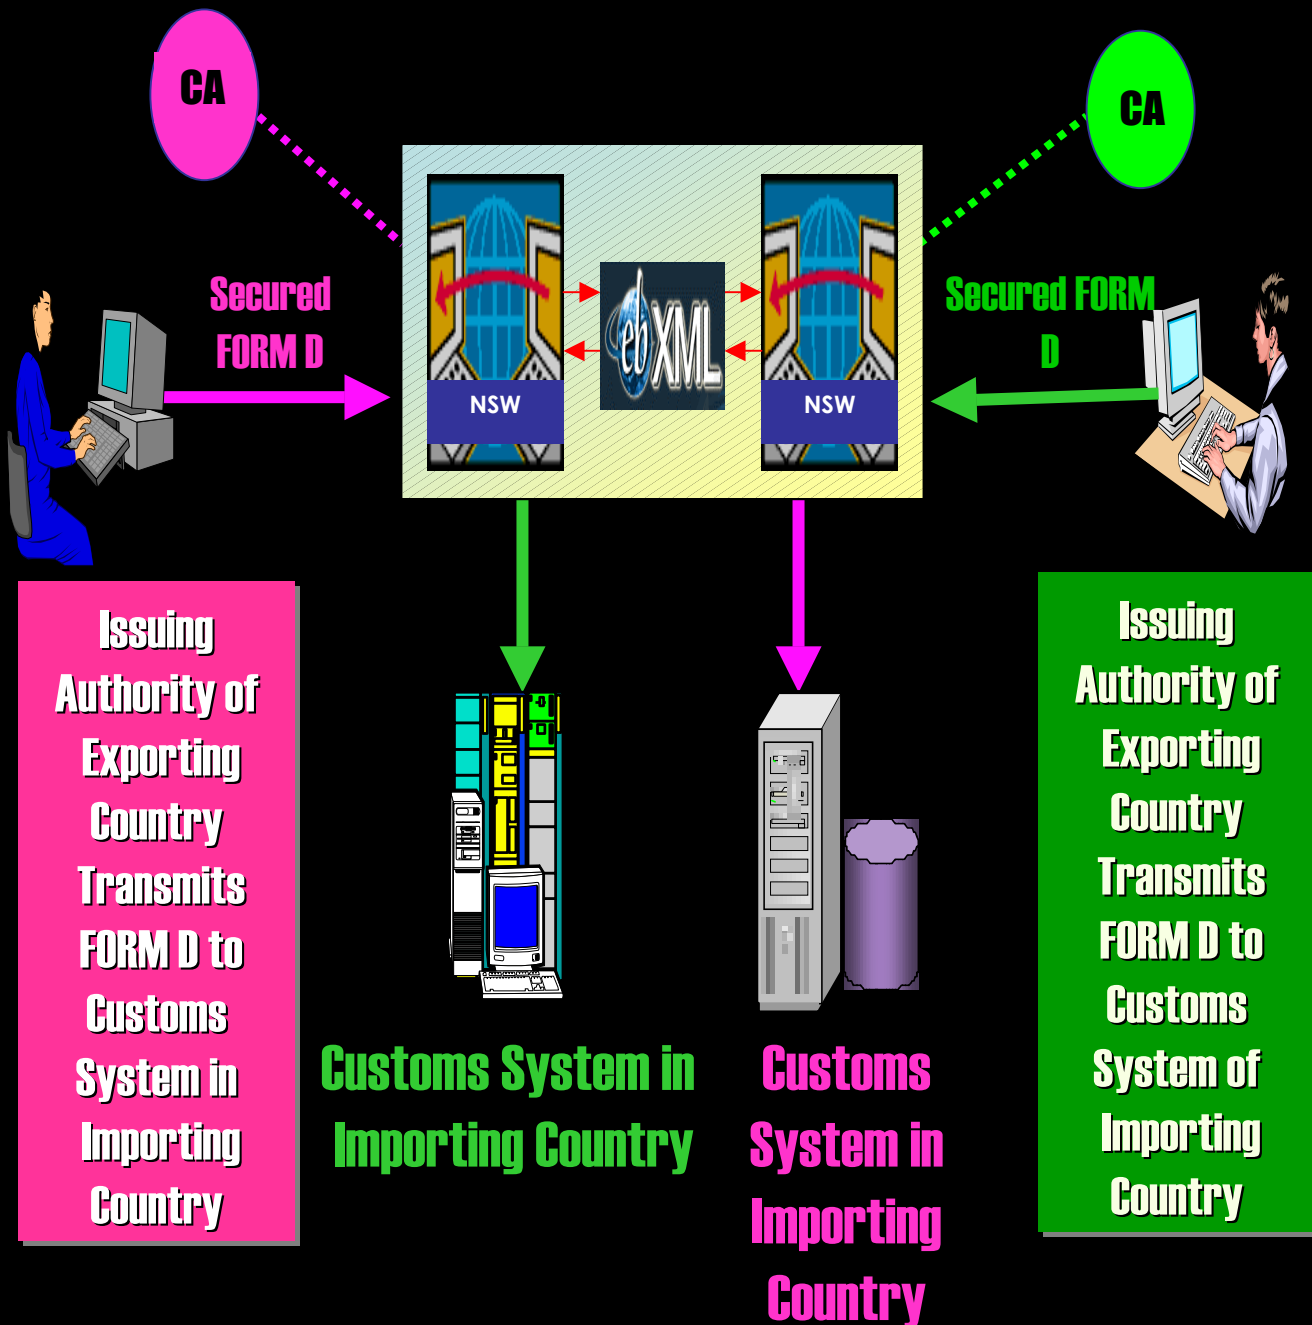 CA
CA
Secured
FORM D
Secured FORM
D
NSW
ebXML
NSW
Issuing
Authority of
Exporting
Country
Transmits
FORM D to
Customs
System in
Importing
Country
Customs System in
Importing Country
Customs
System in
Importing
Country
Issuing
Authority of
Exporting
Country
Transmits
FORM D to
Customs
System of
Importing
Country